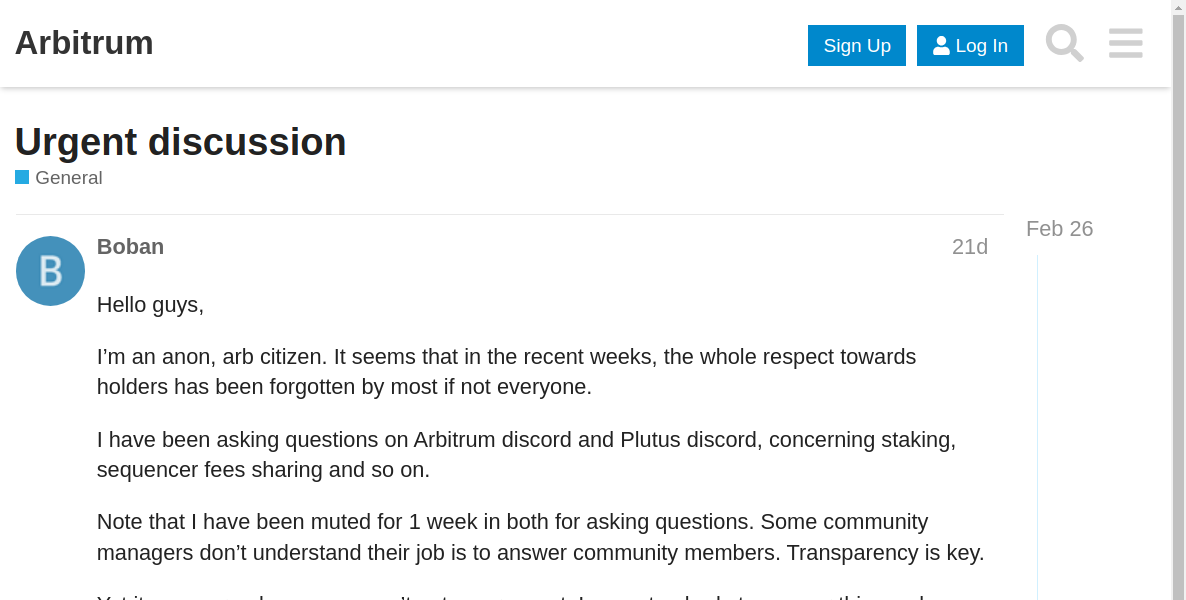 Arbitrum
Sign Up
Log In
Urgent discussion
General
Feb 26
B
Boban
21d
Hello guys,
I’m an anon, arb citizen. It seems that in the recent weeks, the whole respect towards
holders has been forgotten by most if not everyone.
I have been asking questions on Arbitrum discord and Plutus discord, concerning staking,
sequencer fees sharing and so on.
Note that I have been muted for 1 week in both for asking questions. Some community
managers don’t understand their job is to answer community members. Transparency is key.